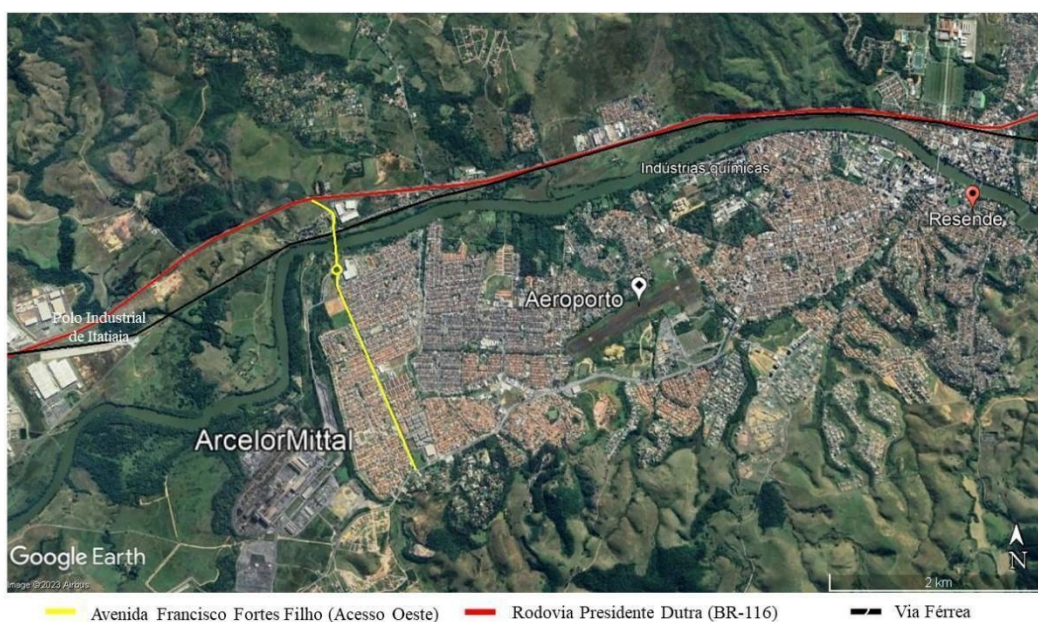 Indústrias químicas
Resende
Aeroporto
Polo Industrial
de Itatiaia
ArcelorMittal
Google Earth
Image ©2023 Airbus
N
2 km
Avenida Francisco Fortes Filho (Acesso Oeste)
Rodovia Presidente Dutra (BR-116)
Via Férrea